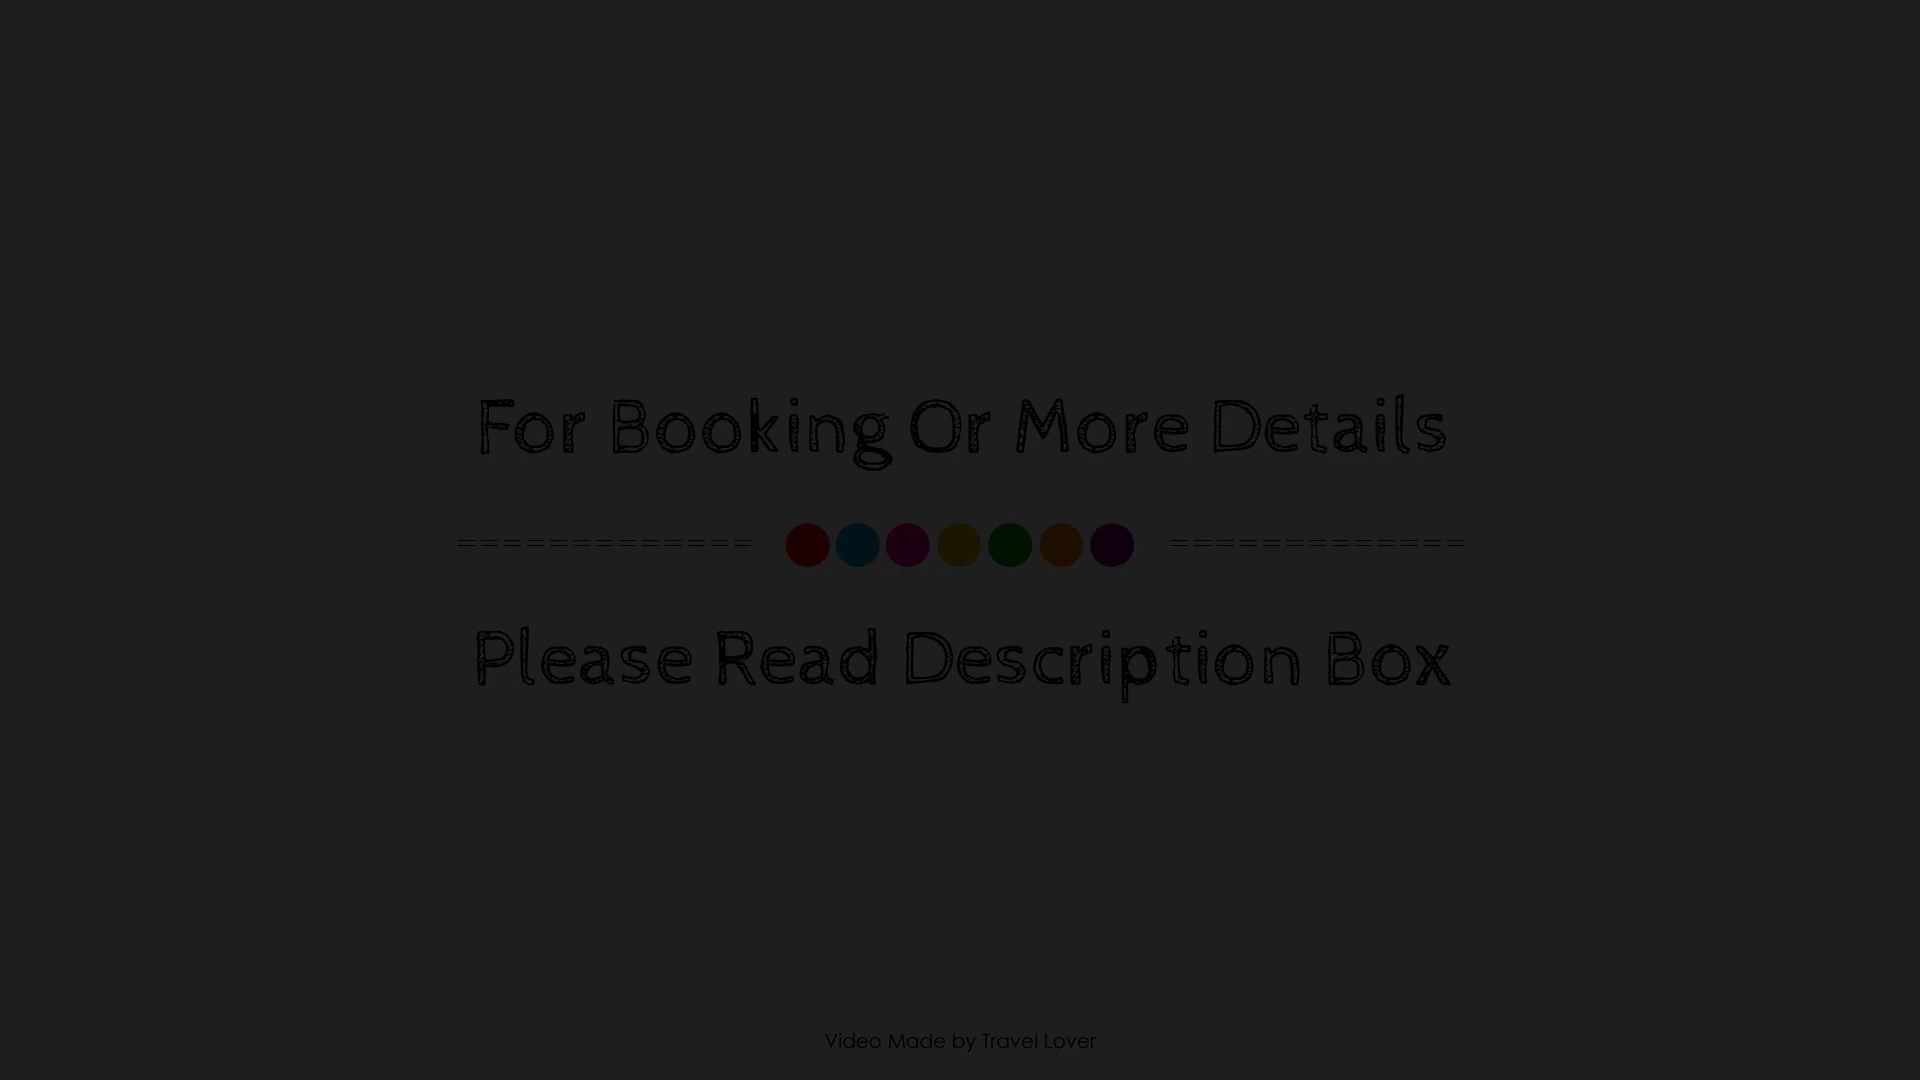 For Booking Or More Details
============= =============
Please Read Description Box
Video Made by Travel Lover